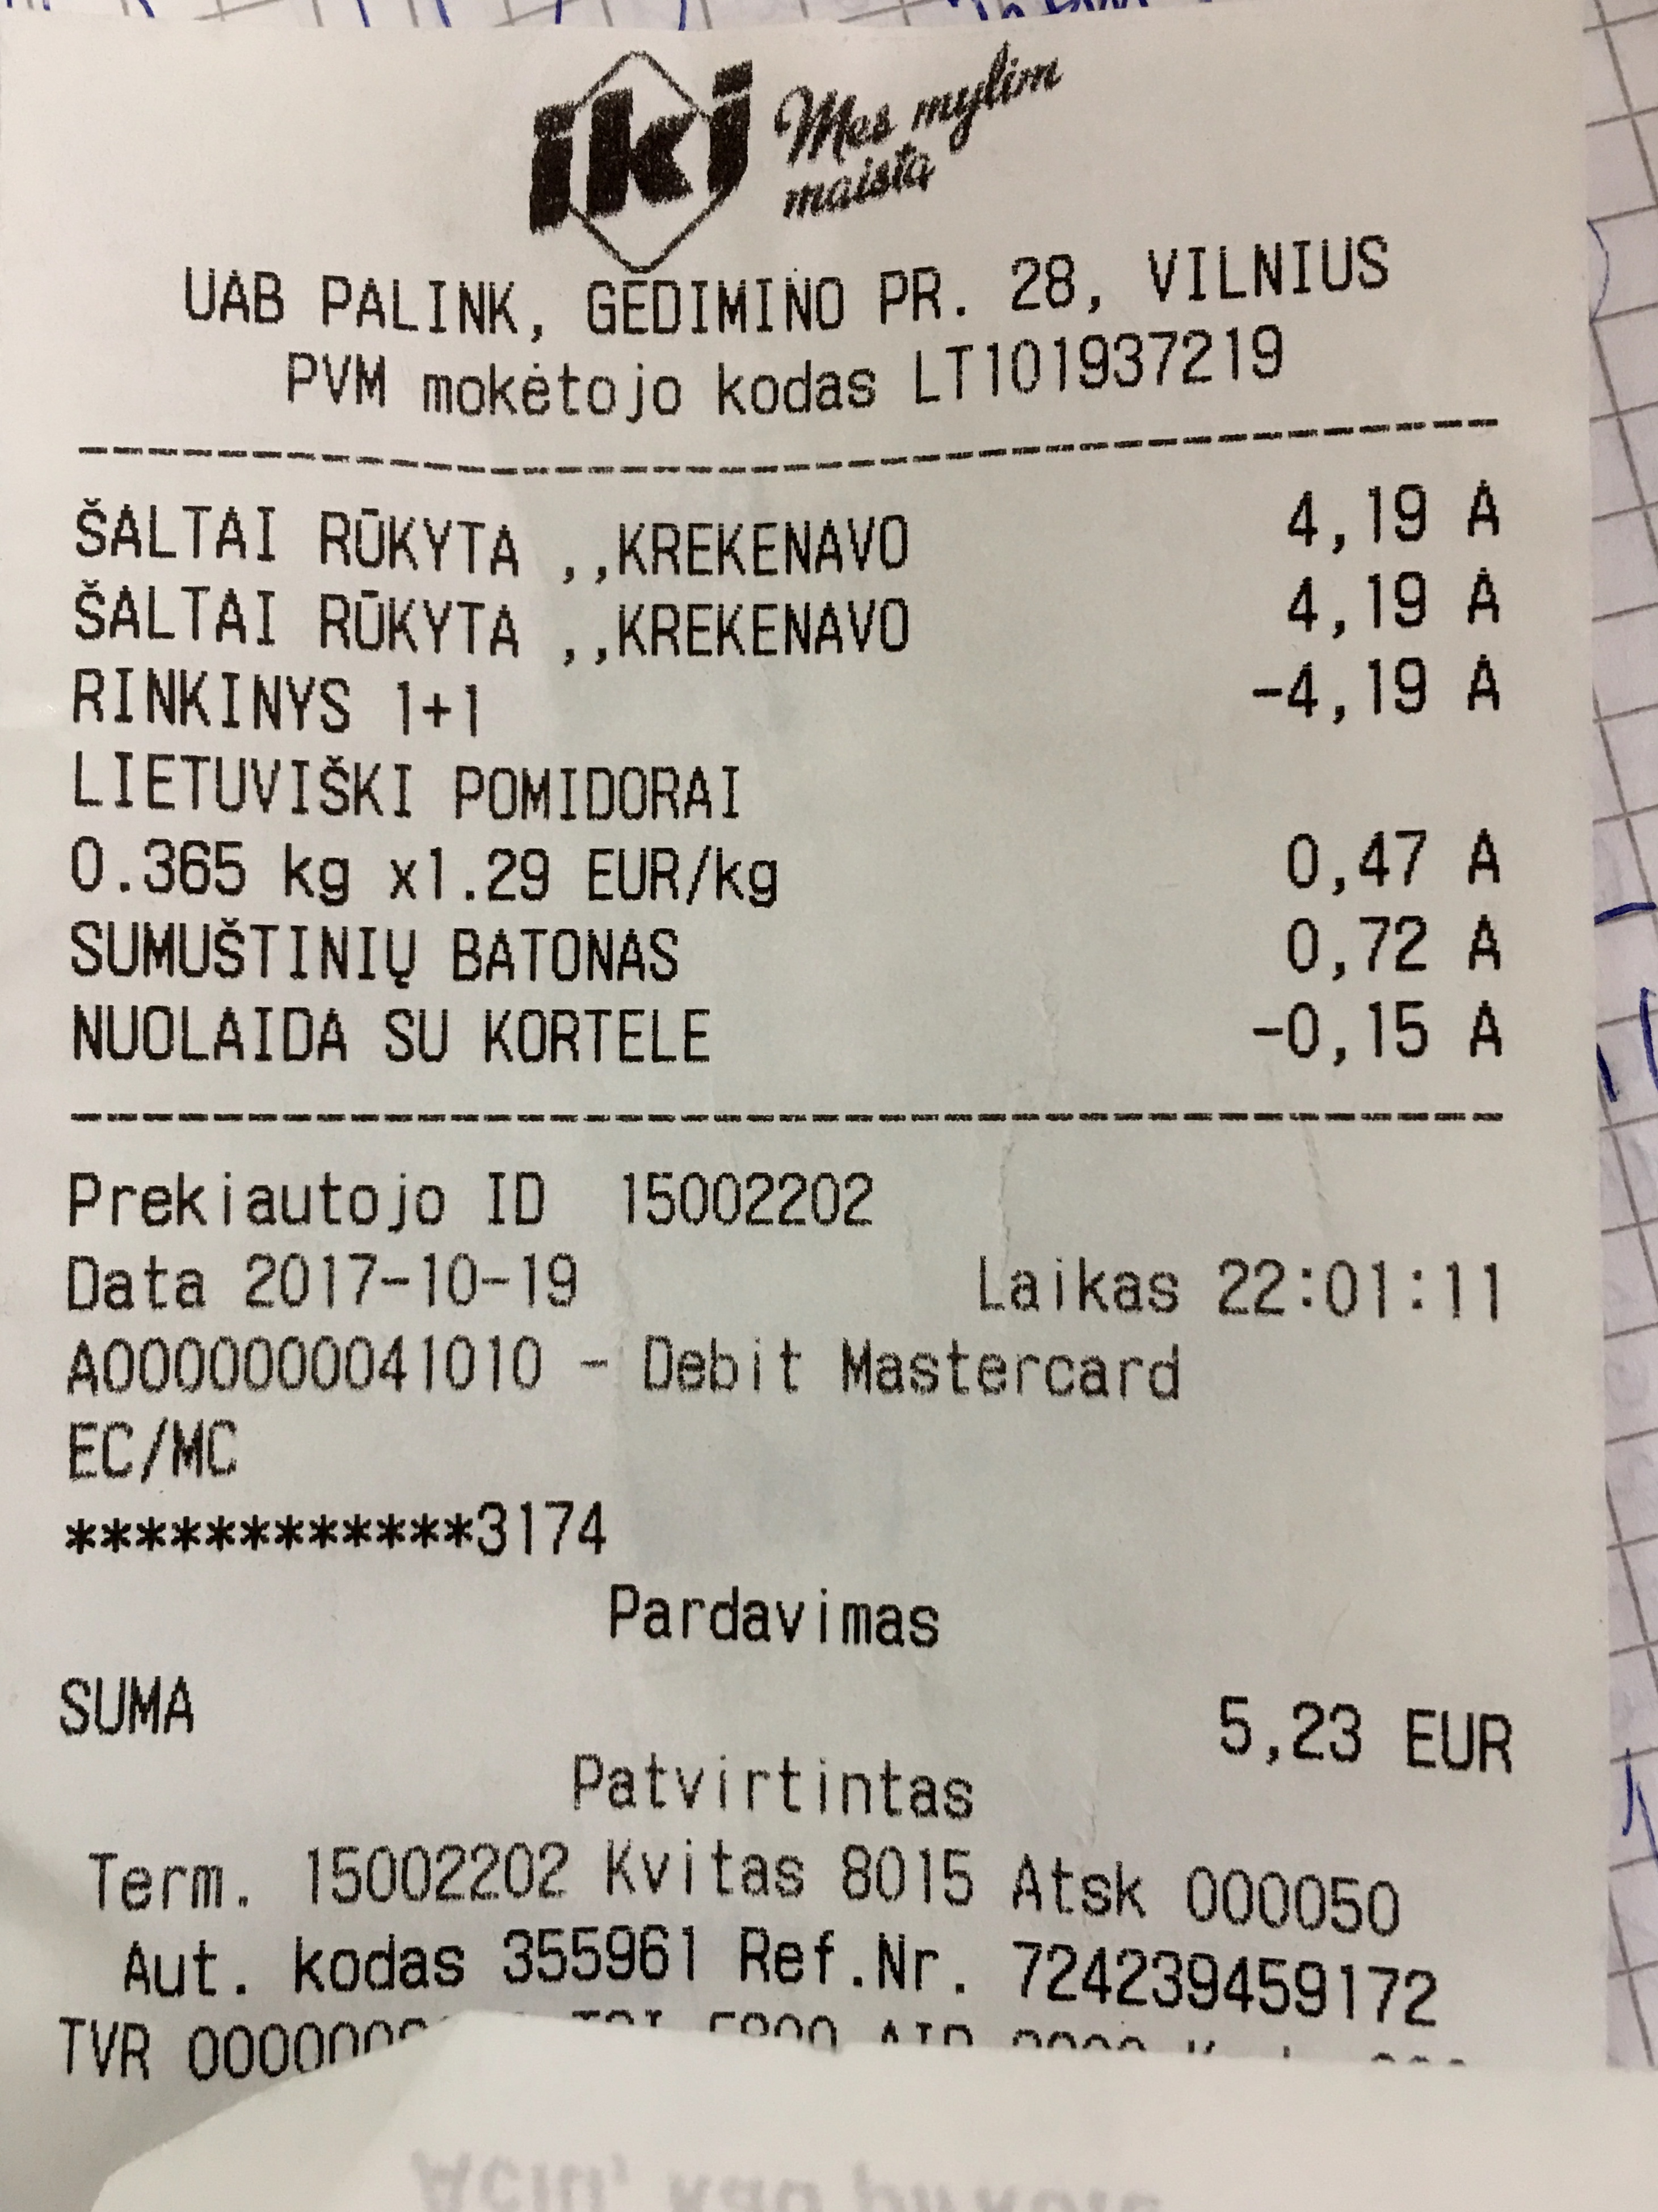 iki Mes mylim
maistą
UAB PALINK, GEDIMINO PR. 28, VILNIUS
PVM mokėtojo kodas LT101937219
ŠALTAI RŪKYTA ,,KREKENAVO 4,19 A
ŠALTAI RŪKYTA ,,KREKENAVO 4,19 A
RINKINYS 1+1 -4,19 A
LIETUVIŠKI POMIDORAI
0.365 kg x1.29 EUR/kg 0,47 A
SUMUŠTINIŲ BATONAS 0,72 A
NUOLAIDA SU KORTELE -0,15 A
Prekiautojo ID 15002202
Data 2017-10-19 Laikas 22:01:11
A0000000041010 - Debit Mastercard
EC/MC
************3174
Pardavimas
SUMA 5,23 EUR
Patvirtintas
Term. 15002202 Kvitas 8015 Atsk 000050
Aut. kodas 355961 Ref.Nr. 724239459172
TVR